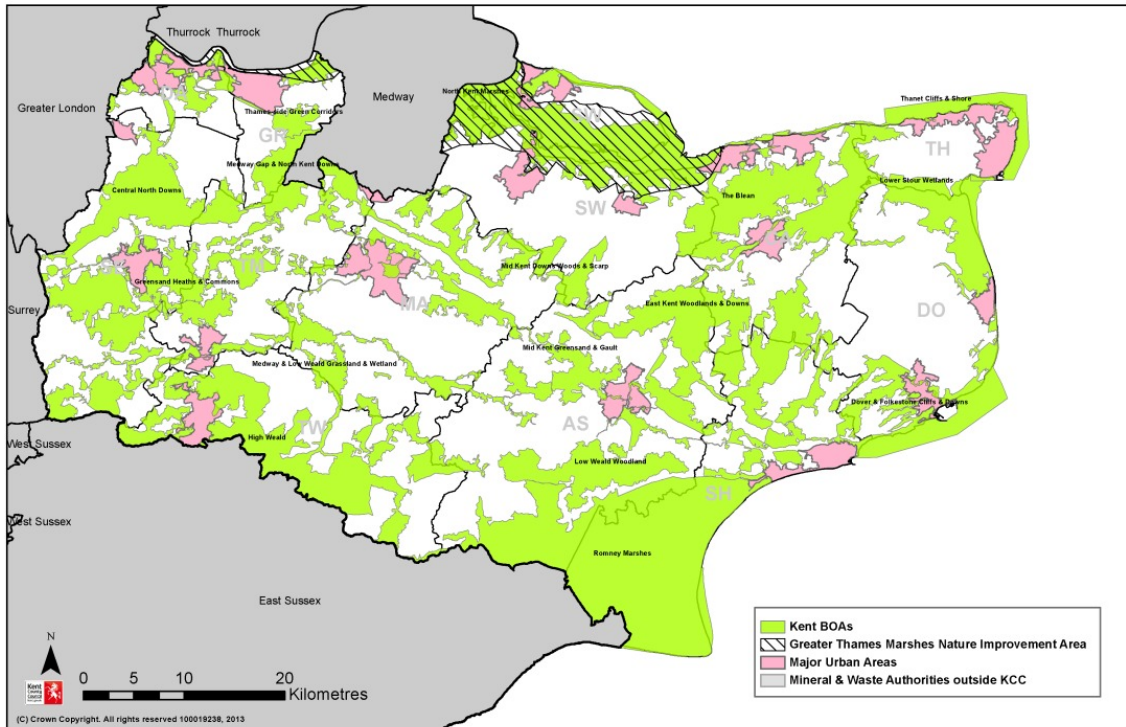 Thurrock Thurrock
Greater London
Medway
North Kent Marshes
Thames-side Green Corridors
GR
Thanet Cliffs & Shore
TH
Medway Gap & North Kent Downs
Central North Downs
Lower Stour Wetlands
The Blean
SW
SW
TM
Greensand Heaths & Commons
Mid Kent Downs Woods & Scarp
MA
East Kent Woodlands & Downs
DO
Surrey
Mid Kent Greensand & Gault
Medway & Low Weald Grassland & Wetland
Dover & Folkestone Cliffs & Downs
AS
TW
High Weald
West Sussex
Low Weald Woodland
SH
West Sussex
Romney Marshes
East Sussex
Kent BOAs
Greater Thames Marshes Nature Improvement Area
Major Urban Areas
Mineral & Waste Authorities outside KCC
N
0 5 10 20
Kilometres
Kent
County
Council
(C) Crown Copyright. All rights reserved 100019238, 2013